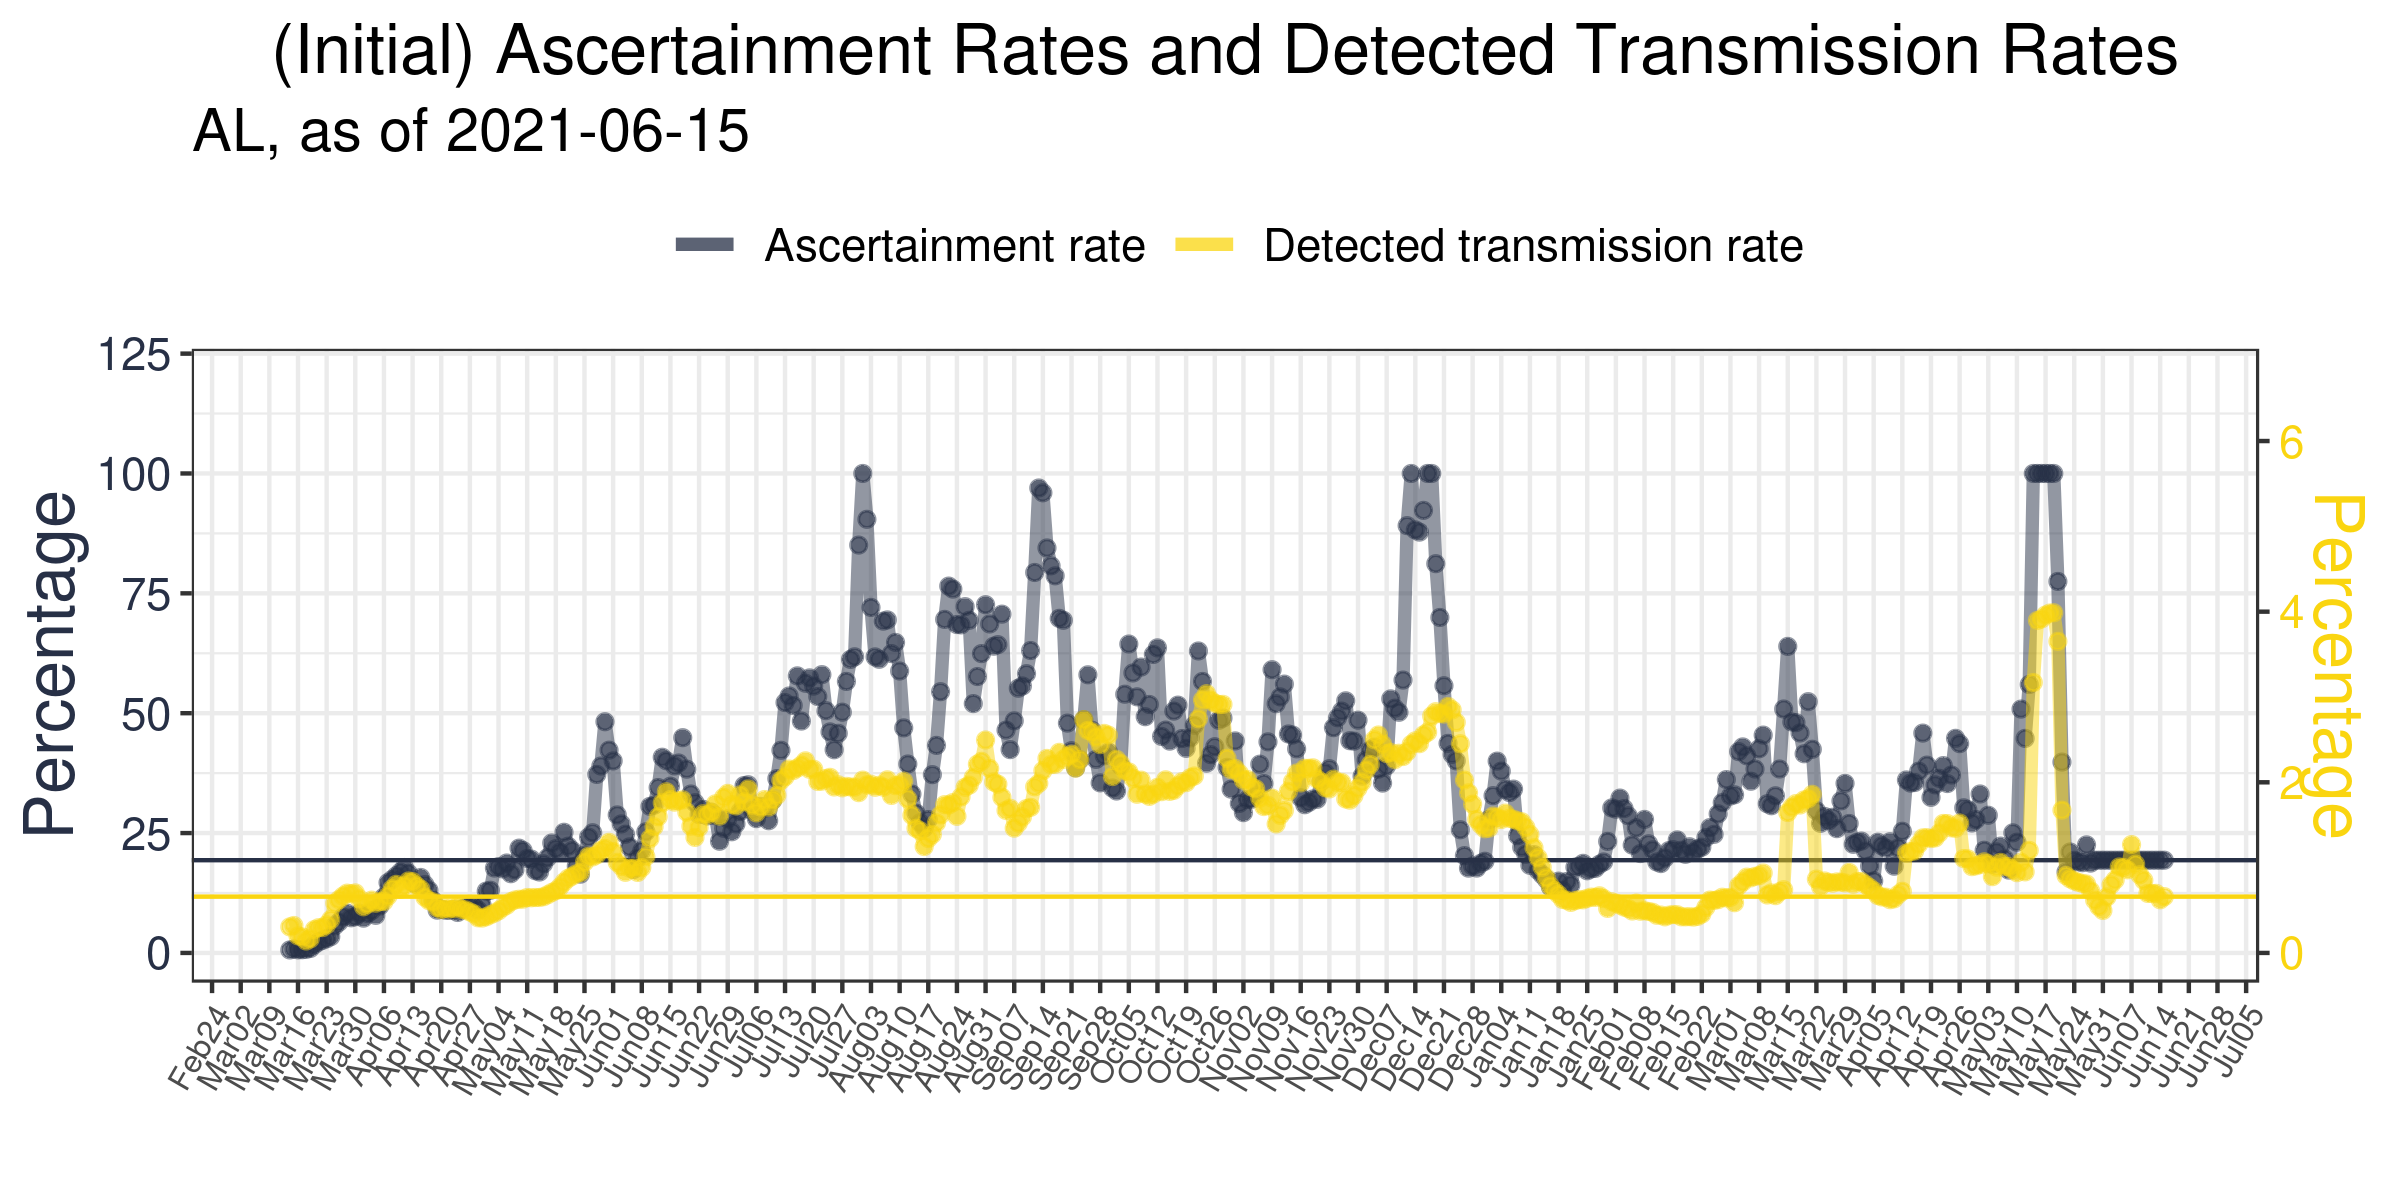 (Initial) Ascertainment Rates and Detected Transmission Rates
AL, as of 2021-06-15
Ascertainment rate
Detected transmission rate
Percentage
125
100
75
50
25
0
6
4
2
0
Percentage
Feb24
Mar02
Mar09
Mar16
Mar23
Mar30
Apr06
Apr13
Apr20
Apr27
May04
May11
May18
May25
Jun01
Jun08
Jun15
Jun22
Jun29
Jul06
Jul13
Jul20
Jul27
Aug03
Aug10
Aug17
Aug24
Aug31
Sep07
Sep14
Sep21
Sep28
Oct05
Oct12
Oct19
Oct26
Nov02
Nov09
Nov16
Nov23
Nov30
Dec07
Dec14
Dec21
Dec28
Jan04
Jan11
Jan18
Jan25
Feb01
Feb08
Feb15
Feb22
Mar01
Mar08
Mar15
Mar22
Mar29
Apr05
Apr12
Apr19
Apr26
May03
May10
May17
May24
May31
Jun07
Jun14
Jun21
Jun28
Jul05